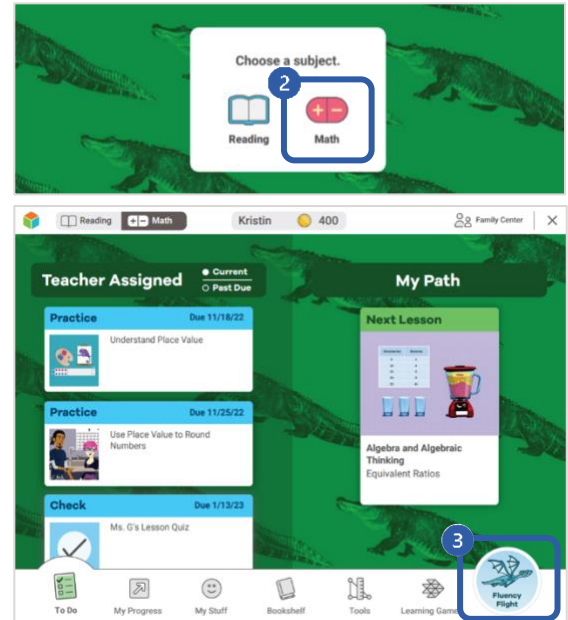 Choose a subject.
2
Reading Math
Reading Math Kristin 400 Family Center
Teacher Assigned
Current
Past Due
My Path
Practice Due 11/18/22
Understand Place Value
Practice Due 11/25/22
Use Place Value to Round
Numbers
Check Due 1/13/23
Ms. G's Lesson Quiz
Next Lesson
Algebra and Algebraic
Thinking
Equivalent Ratios
3
Fluency
Flight
To Do My Progress My Stuff Bookshelf Tools Learning Game